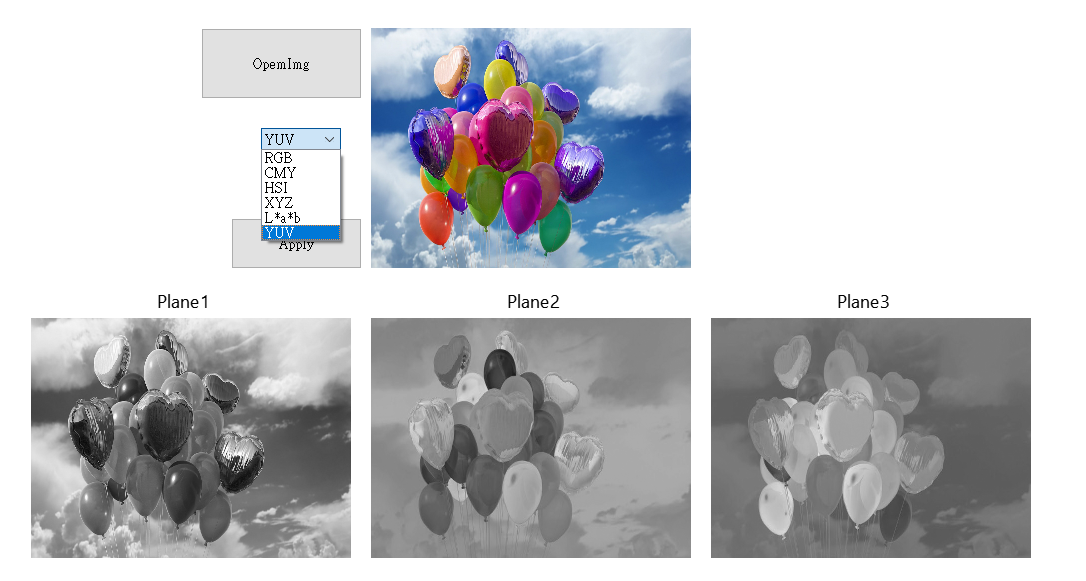 OpemImg
YUV
RGB
CMY
HSI
XYZ
L*a*b
YUV
Apply
Plane1
Plane2
Plane3